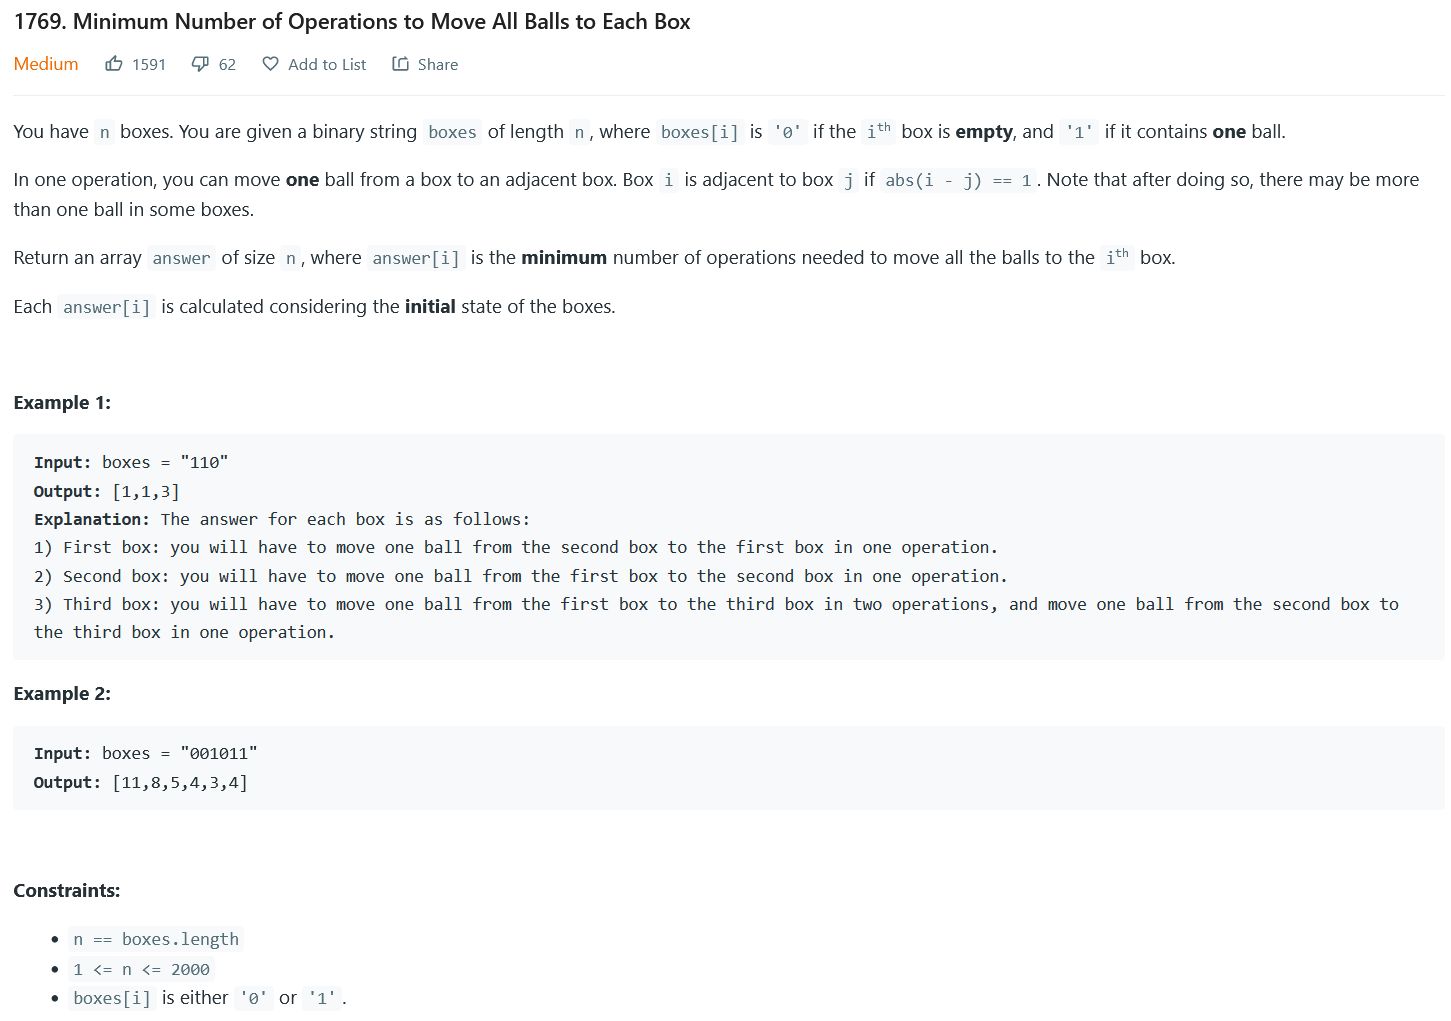 1769. Minimum Number of Operations to Move All Balls to Each Box
Medium 1591 62 Add to List Share
You have n boxes. You are given a binary string boxes of length n, where boxes[i] is '0' if the ith box is empty, and '1' if it contains one ball.
In one operation, you can move one ball from a box to an adjacent box. Box i is adjacent to box j if abs(i - j) == 1. Note that after doing so, there may be more
than one ball in some boxes.
Return an array answer of size n, where answer[i] is the minimum number of operations needed to move all the balls to the ith box.
Each answer[i] is calculated considering the initial state of the boxes.
Example 1:
Input: boxes = "110"
Output: [1,1,3]
Explanation: The answer for each box is as follows:
1) First box: you will have to move one ball from the second box to the first box in one operation.
2) Second box: you will have to move one ball from the first box to the second box in one operation.
3) Third box: you will have to move one ball from the first box to the third box in two operations, and move one ball from the second box to
the third box in one operation.
Example 2:
Input: boxes = "001011"
Output: [11,8,5,4,3,4]
Constraints:
• n == boxes.length
• 1 <= n <= 2000
• boxes[i] is either '0' or '1'.